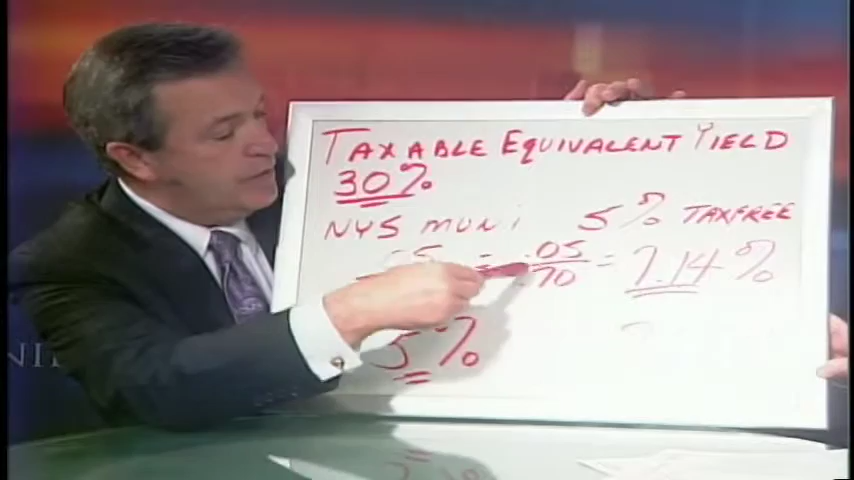 TAXABLE EQUIVALENT YIELD
30%
NYS MUNI 5% TAXFREE
.05 = .05/.70 = 7.14%
5%